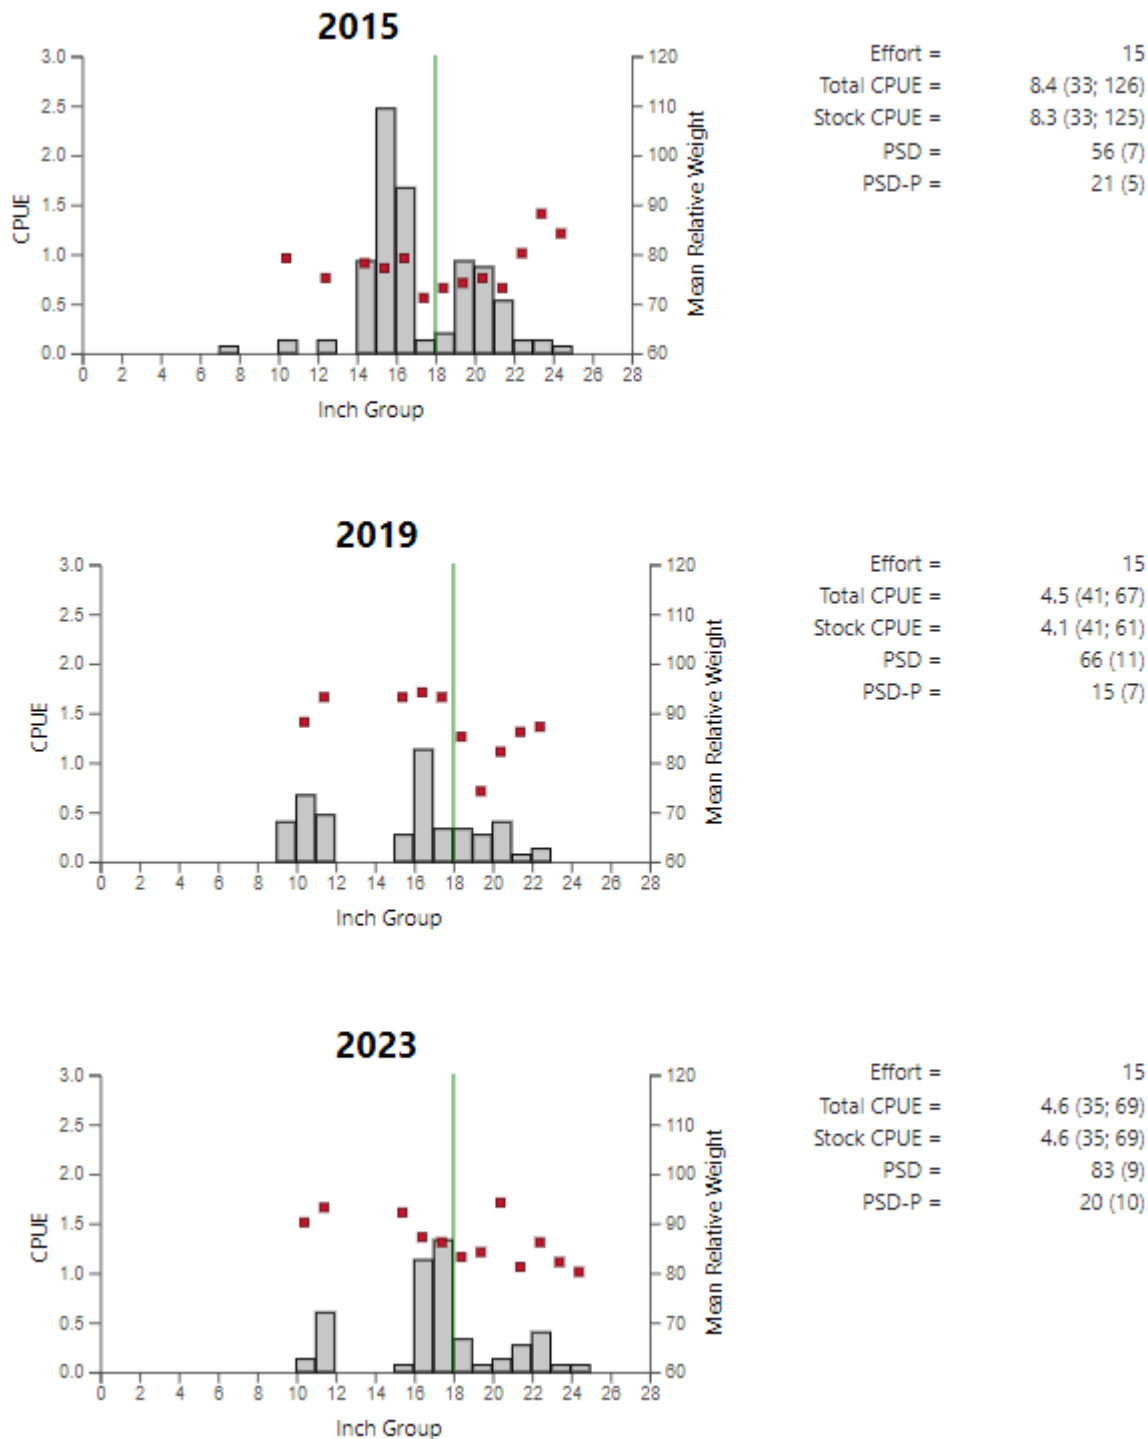 2015
3.0
2.5
2.0
1.5
1.0
0.5
0.0
CPUE
120
110
100
90
80
70
60
Mean Relative Weight
0 2 4 6 8 10 12 14 16 18 20 22 24 26 28
Inch Group
Effort = 15
Total CPUE = 8.4 (33; 126)
Stock CPUE = 8.3 (33; 125)
PSD = 56 (7)
PSD-P = 21 (5)
2019
3.0
2.5
2.0
1.5
1.0
0.5
0.0
CPUE
120
110
100
90
80
70
60
Mean Relative Weight
0 2 4 6 8 10 12 14 16 18 20 22 24 26 28
Inch Group
Effort = 15
Total CPUE = 4.5 (41; 67)
Stock CPUE = 4.1 (41; 61)
PSD = 66 (11)
PSD-P = 15 (7)
2023
3.0
2.5
2.0
1.5
1.0
0.5
0.0
CPUE
120
110
100
90
80
70
60
Mean Relative Weight
0 2 4 6 8 10 12 14 16 18 20 22 24 26 28
Inch Group
Effort = 15
Total CPUE = 4.6 (35; 69)
Stock CPUE = 4.6 (35; 69)
PSD = 83 (9)
PSD-P = 20 (10)